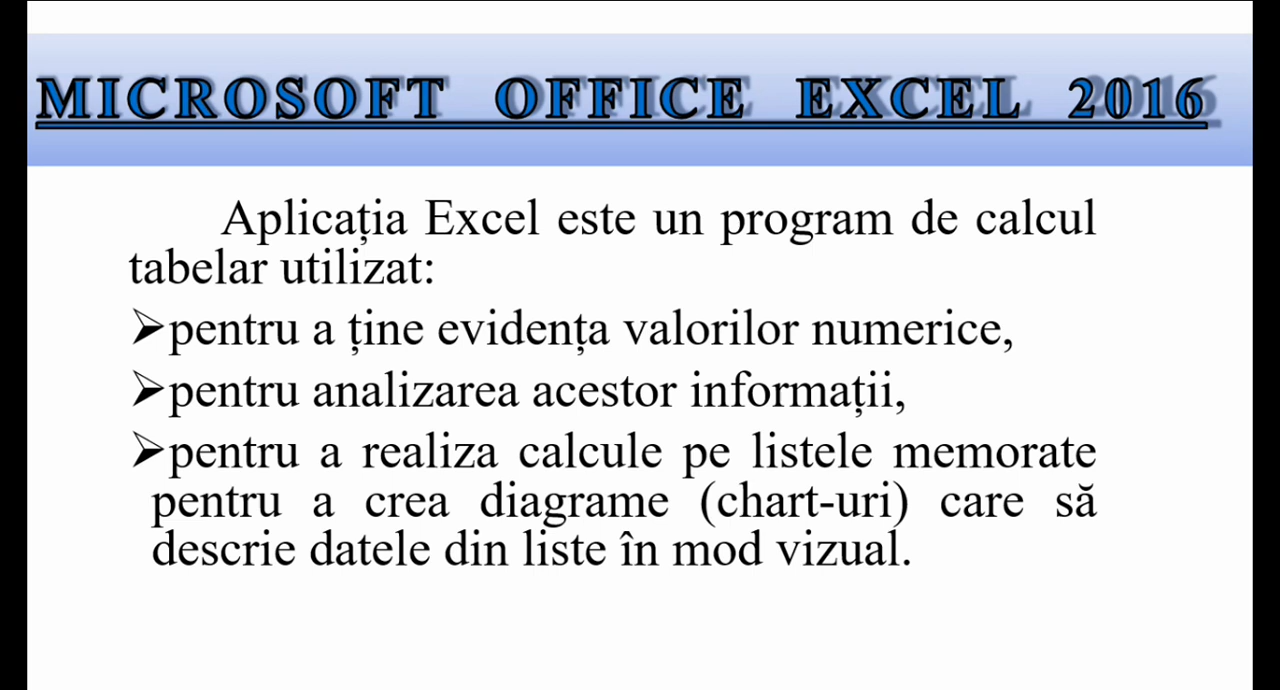 MICROSOFT OFFICE EXCEL 2016
Aplicația Excel este un program de calcul
tabelar utilizat:
➢pentru a ține evidența valorilor numerice,
➢pentru analizarea acestor informații,
➢pentru a realiza calcule pe listele memorate
pentru a crea diagrame (chart-uri) care să
descrie datele din liste în mod vizual.